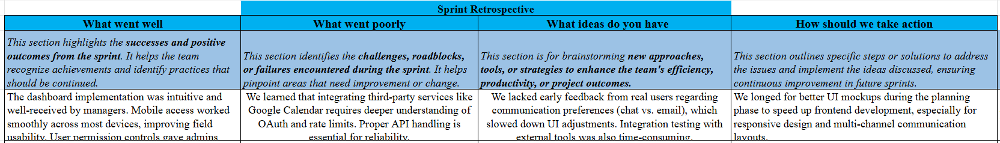 Sprint Retrospective
What went well
What went poorly
What ideas do you have
How should we take action
This section highlights the successes and positive
outcomes from the sprint. It helps the team
recognize achievements and identify practices that
should be continued.
This section identifies the challenges, roadblocks,
or failures encountered during the sprint. It helps
pinpoint areas that need improvement or change.
This section is for brainstorming new approaches,
tools, or strategies to enhance the team's efficiency,
productivity, or project outcomes.
This section outlines specific steps or solutions to address
the issues and implement the ideas discussed, ensuring
continuous improvement in future sprints.
The dashboard implementation was intuitive and
well-received by managers. Mobile access worked
smoothly across most devices, improving field
usability. User permission controls gave admins
We learned that integrating third-party services like
Google Calendar requires deeper understanding of
OAuth and rate limits. Proper API handling is
essential for reliability.
We lacked early feedback from real users regarding
communication preferences (chat vs. email), which
slowed down UI adjustments. Integration testing with
external tools was also time-consuming.
We longed for better UI mockups during the planning
phase to speed up frontend development, especially for
responsive design and multi-channel communication
layouts.